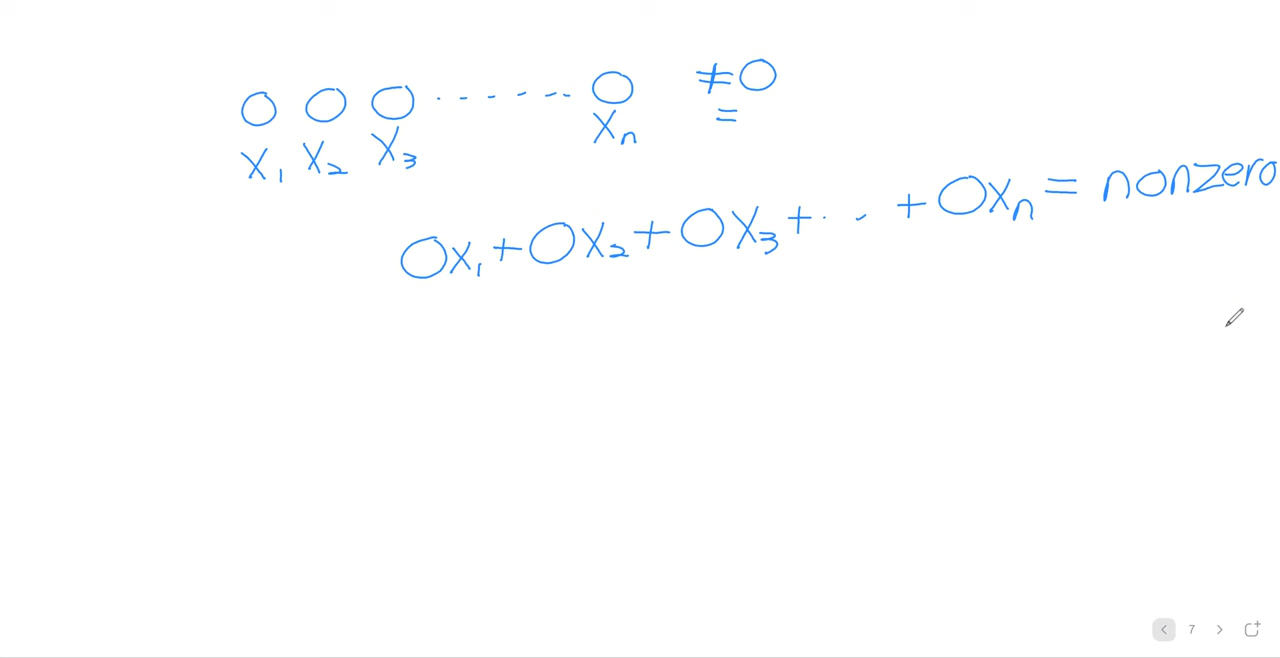 0 0 0 ------ 0 ≠0
x₁ x₂ x₃ xₙ =
0x₁+0x₂+0x₃+··+0xₙ= nonzero
7